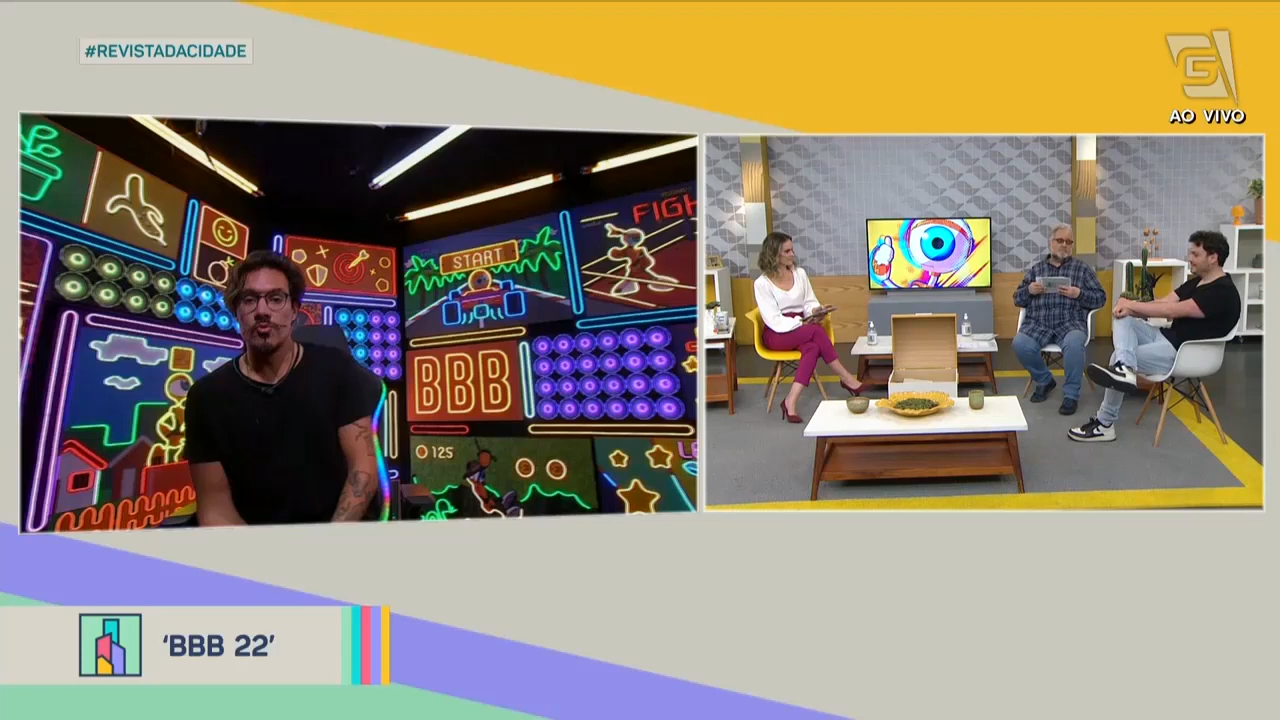 #REVISTADACIDADE
AO VIVO
START
FIGH
BBB
125
'BBB 22'